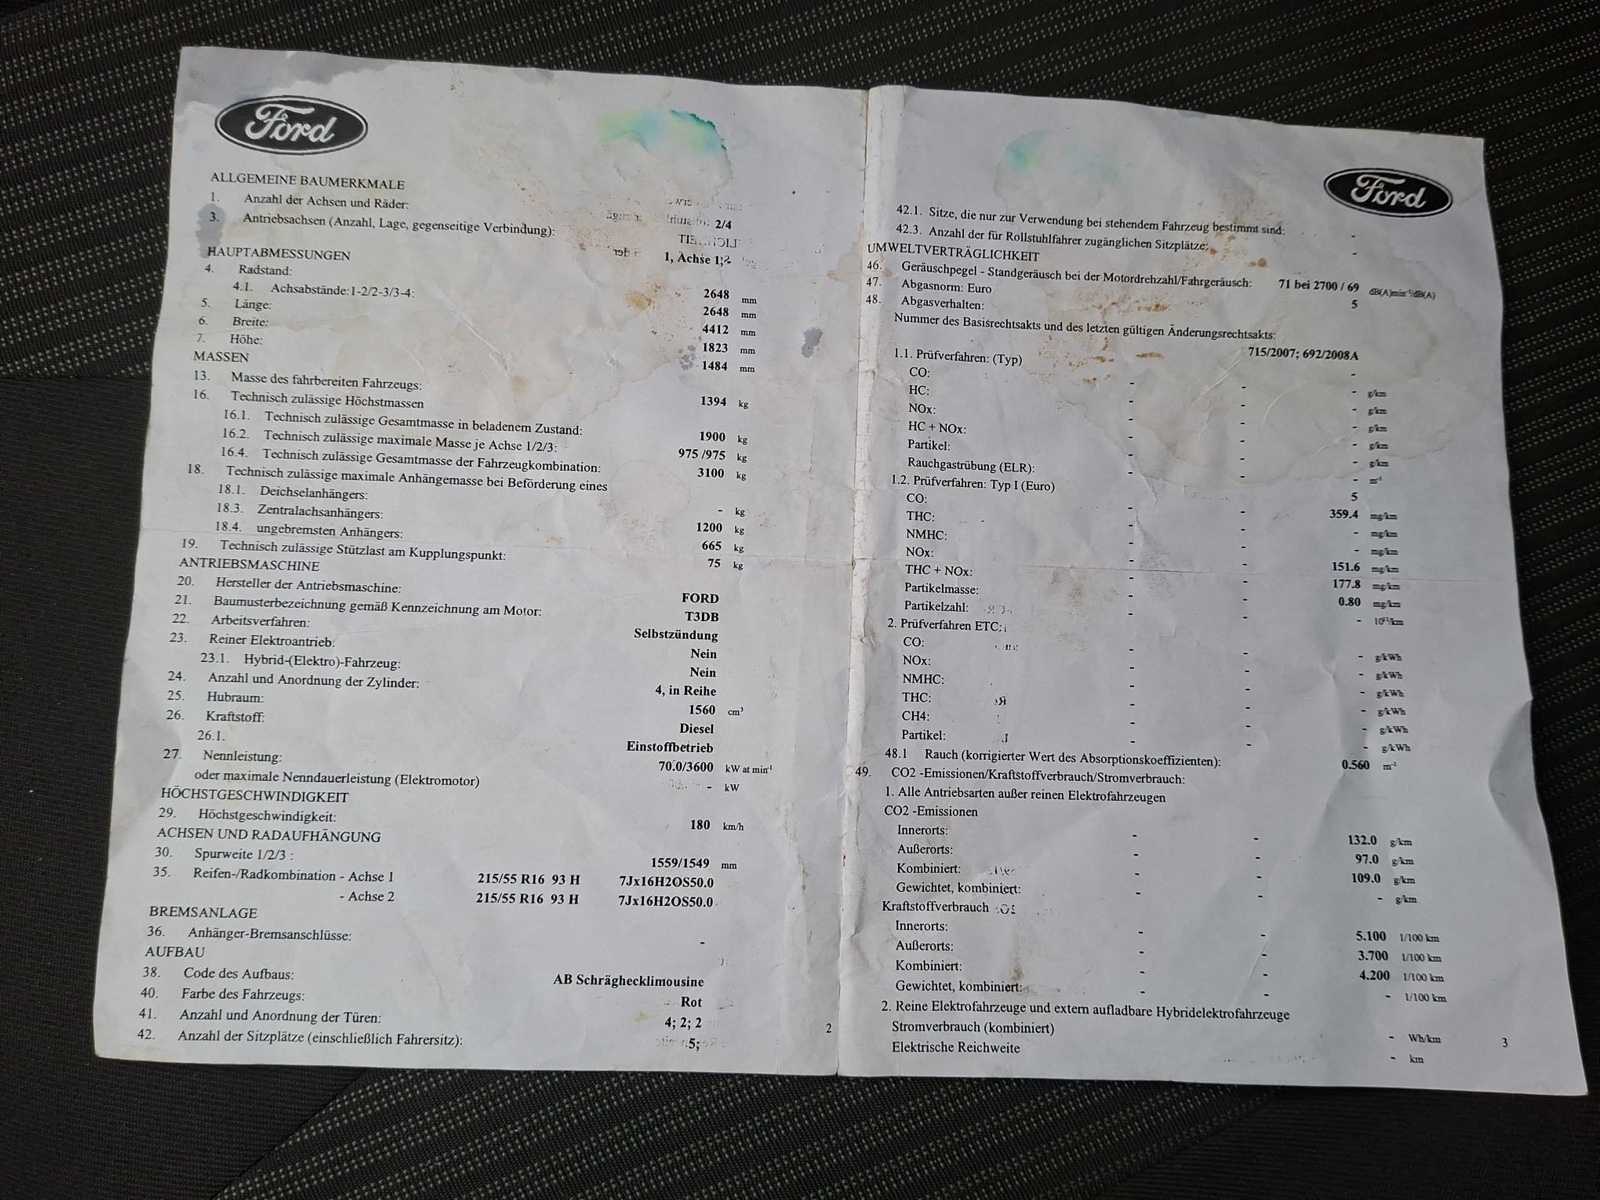 Ford
ALLGEMEINE BAUMERKMALE
1. Anzahl der Achsen und Räder: 2/4
3. Antriebsachsen (Anzahl, Lage, gegenseitige Verbindung): 1, Achse 1;
HAUPTABMESSUNGEN
4. Radstand: 2648 mm
4.1. Achsabstände:1-2/2-3/3-4: 2648 mm
5. Länge: 4412 mm
6. Breite: 1823 mm
7. Höhe: 1484 mm
MASSEN
13. Masse des fahrbereiten Fahrzeugs: 1394 kg
16. Technisch zulässige Höchstmassen
16.1. Technisch zulässige Gesamtmasse in beladenem Zustand: 1900 kg
16.2. Technisch zulässige maximale Masse je Achse 1/2/3: 975 /975 kg
16.4. Technisch zulässige Gesamtmasse der Fahrzeugkombination: 3100 kg
18. Technisch zulässige maximale Anhängemasse bei Beförderung eines
18.1. Deichselanhängers: - kg
18.3. Zentralachsanhängers: 1200 kg
18.4. ungebremsten Anhängers: 665 kg
19. Technisch zulässige Stützlast am Kupplungspunkt: 75 kg
ANTRIEBSMASCHINE
20. Hersteller der Antriebsmaschine: FORD
21. Baumusterbezeichnung gemäß Kennzeichnung am Motor: T3DB
22. Arbeitsverfahren: Selbstzündung
23. Reiner Elektroantrieb: Nein
23.1. Hybrid-(Elektro)-Fahrzeug: Nein
24. Anzahl und Anordnung der Zylinder: 4, in Reihe
25. Hubraum: 1560 cm³
26. Kraftstoff: Diesel
26.1. Einstoffbetrieb
27. Nennleistung: 70.0/3600 kW at min⁻¹
oder maximale Nenndauerleistung (Elektromotor) - kW
HÖCHSTGESCHWINDIGKEIT
29. Höchstgeschwindigkeit: 180 km/h
ACHSEN UND RADAUFHÄNGUNG
30. Spurweite 1/2/3 : 1559/1549 mm
35. Reifen-/Radkombination - Achse 1 215/55 R16 93 H 7Jx16H2OS50.0
- Achse 2 215/55 R16 93 H 7Jx16H2OS50.0
BREMSANLAGE
36. Anhänger-Bremsanschlüsse: -
AUFBAU
38. Code des Aufbaus: AB Schräghecklimousine
40. Farbe des Fahrzeugs: Rot
41. Anzahl und Anordnung der Türen: 4; 2; 2
42. Anzahl der Sitzplätze (einschließlich Fahrersitz): 5;
2
Ford
42.1. Sitze, die nur zur Verwendung bei stehendem Fahrzeug bestimmt sind: -
42.3. Anzahl der für Rollstuhlfahrer zugänglichen Sitzplätze: -
UMWELTVERTRÄGLICHKEIT
46. Geräuschpegel - Standgeräusch bei der Motordrehzahl/Fahrgeräusch: 71 bei 2700 / 69 dB(A)min⁻¹/dB(A)
47. Abgasnorm: Euro 5
48. Abgasverhalten:
Nummer des Basisrechtsakts und des letzten gültigen Änderungsrechtsakts:
715/2007; 692/2008A
1.1. Prüfverfahren: (Typ) -
CO: - - - g/km
HC: - - - g/km
NOx: - - - g/km
HC + NOx: - - - g/km
Partikel: - - - g/km
Rauchgastrübung (ELR): - - - m⁻¹
1.2. Prüfverfahren: Typ I (Euro) 5
CO: - - 359.4 mg/km
THC: - - - mg/km
NMHC: - - - mg/km
NOx: - - 151.6 mg/km
THC + NOx: - - 177.8 mg/km
Partikelmasse: - - 0.80 mg/km
Partikelzahl: - - - 10¹¹/km
2. Prüfverfahren ETC:
CO: - - - g/kWh
NOx: - - - g/kWh
NMHC: - - - g/kWh
THC: - - - g/kWh
CH4: - - - g/kWh
Partikel: - - - g/kWh
48.1 Rauch (korrigierter Wert des Absorptionskoeffizienten): 0.560 m⁻¹
49. CO2 -Emissionen/Kraftstoffverbrauch/Stromverbrauch:
1. Alle Antriebsarten außer reinen Elektrofahrzeugen
CO2 -Emissionen
Innerorts: - - 132.0 g/km
Außerorts: - - 97.0 g/km
Kombiniert: - - 109.0 g/km
Gewichtet, kombiniert: - - - g/km
Kraftstoffverbrauch
Innerorts: - - 5.100 1/100 km
Außerorts: - - 3.700 1/100 km
Kombiniert: - - 4.200 1/100 km
Gewichtet, kombiniert: - - - 1/100 km
2. Reine Elektrofahrzeuge und extern aufladbare Hybridelektrofahrzeuge
Stromverbrauch (kombiniert) - Wh/km
Elektrische Reichweite - km
3